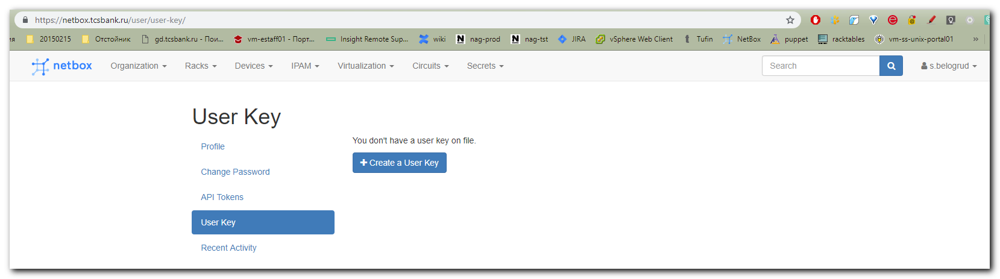 https://netbox.tcsbank.ru/user/user-key/
ия 20150215 Отстойник gd.tcsbank.ru - Пои... vm-estaff01 - Порт... Insight Remote Sup... wiki nag-prod nag-tst JIRA vSphere Web Client Tufin NetBox puppet racktables vm-ss-unix-portal01 »
netbox Organization Racks Devices IPAM Virtualization Circuits Secrets Search s.belogrud
User Key
Profile
You don't have a user key on file.
Create a User Key
Change Password
API Tokens
User Key
Recent Activity